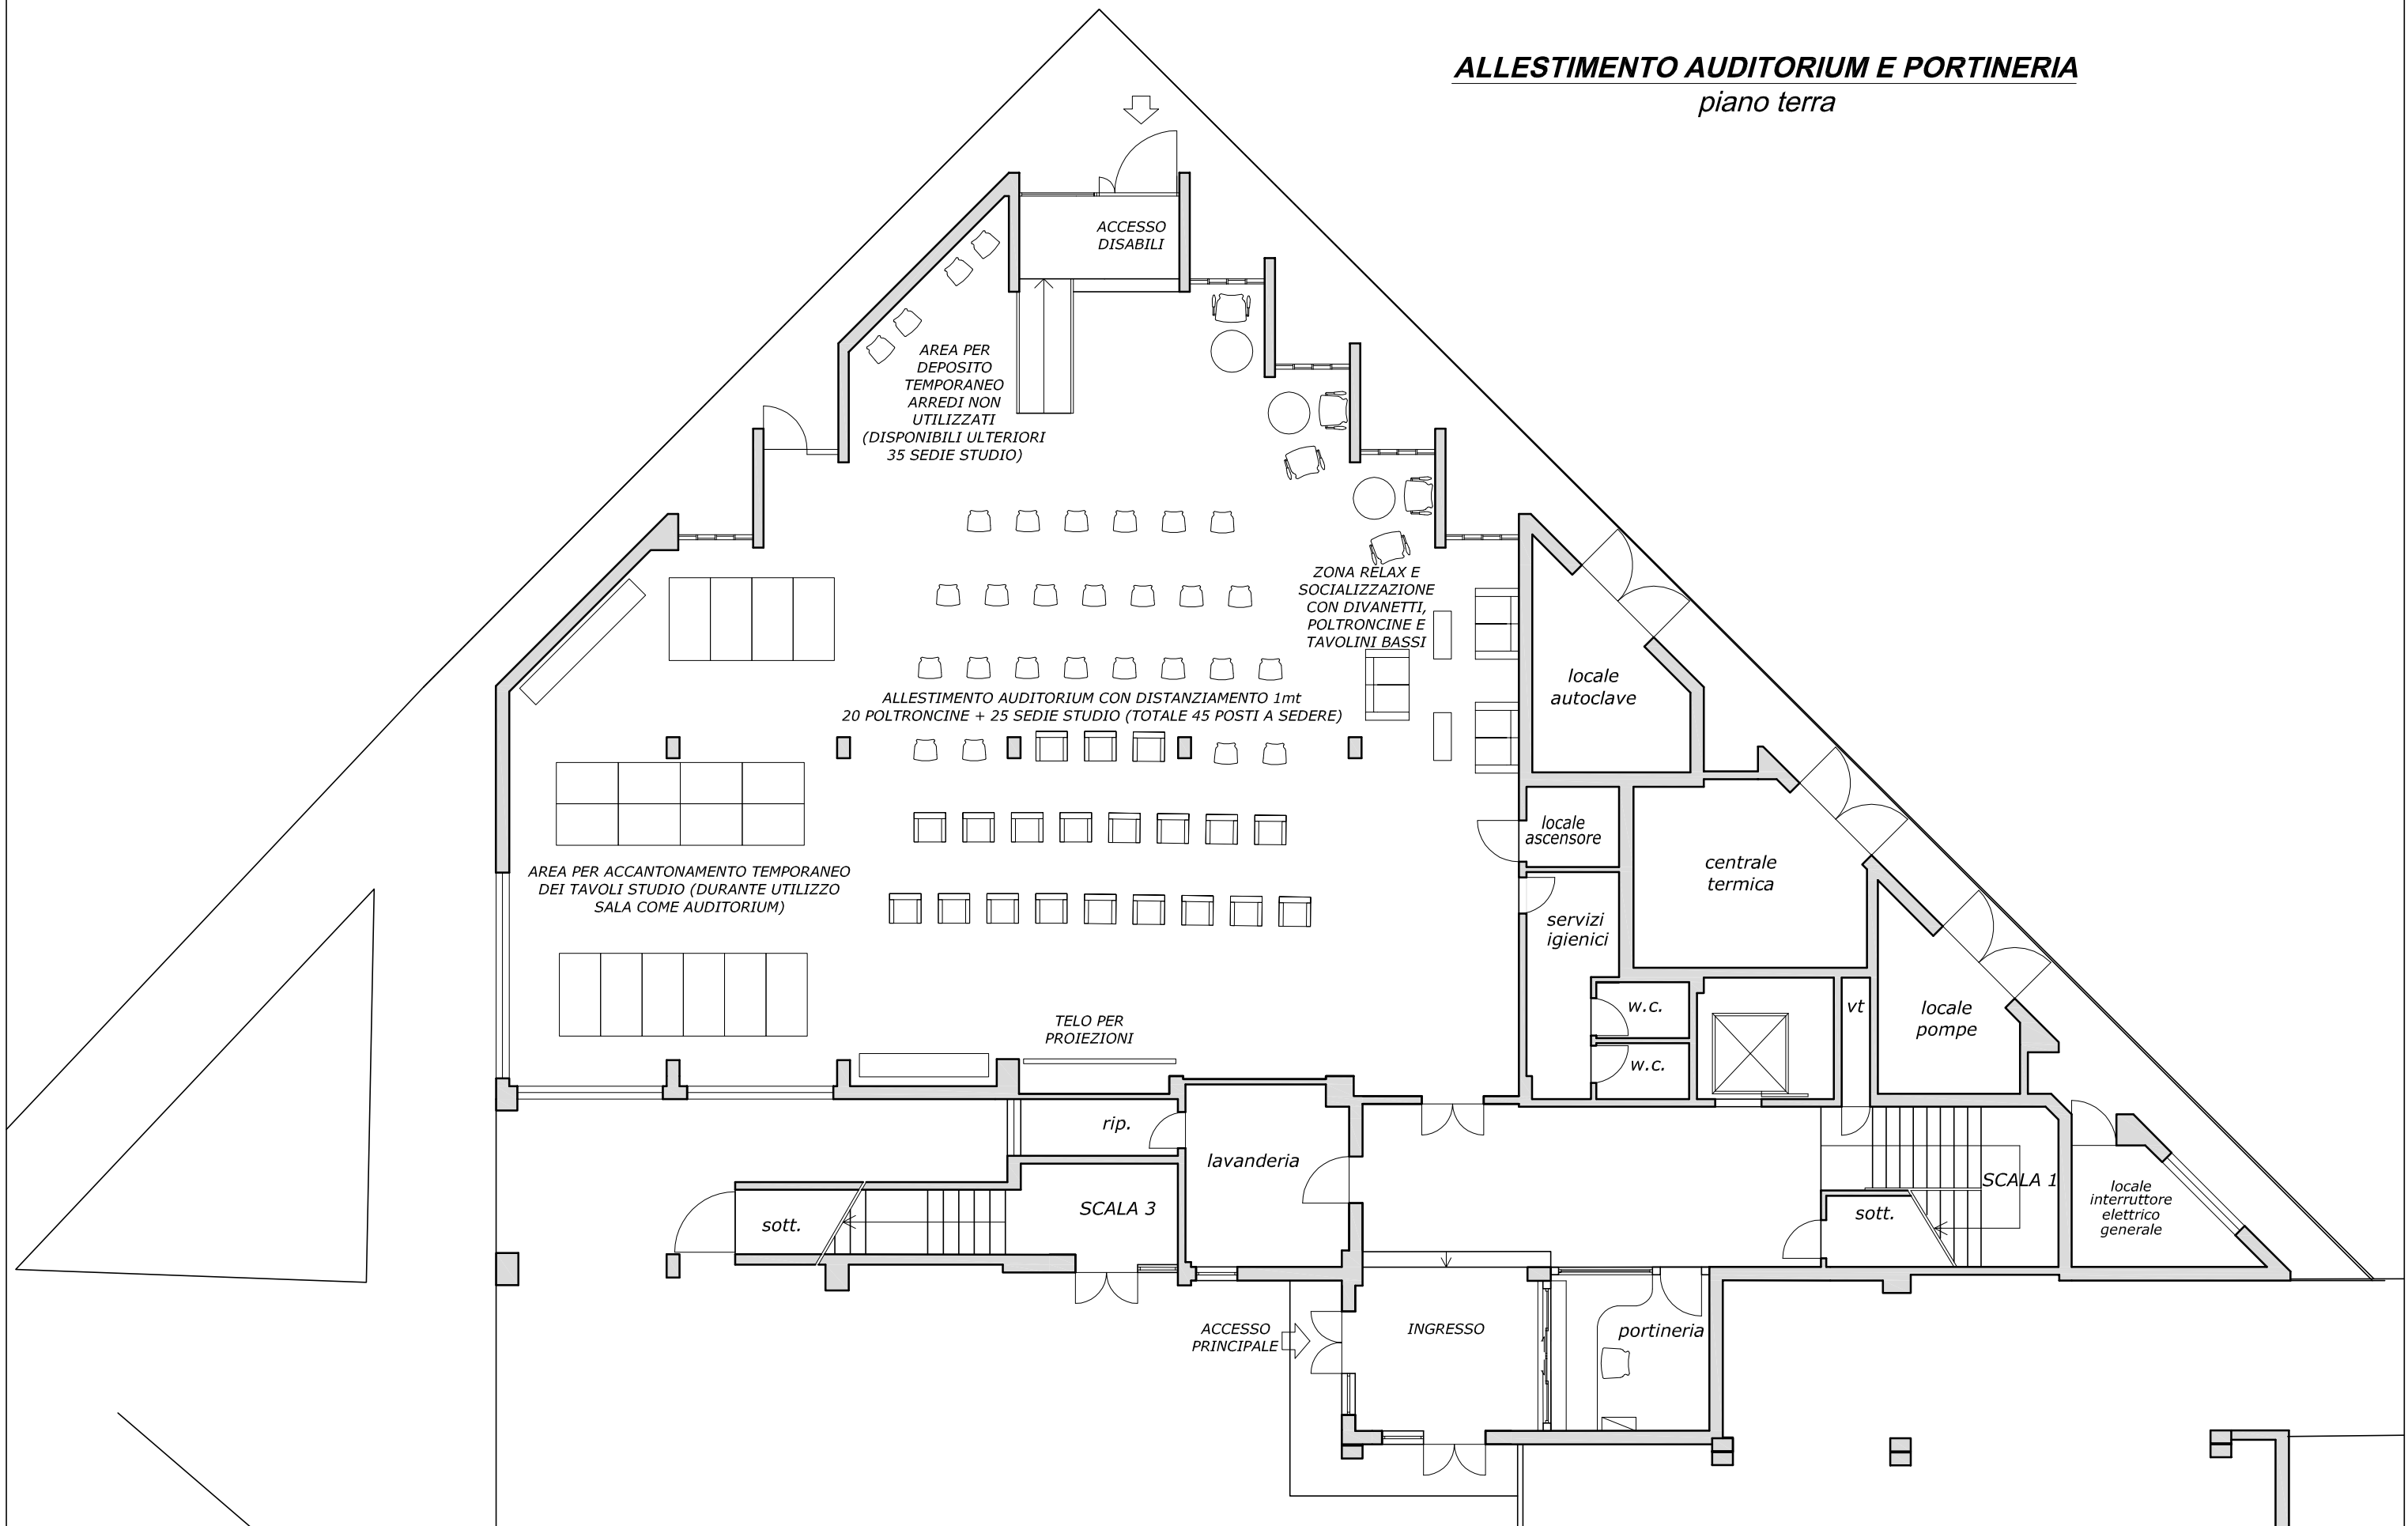 ALLESTIMENTO AUDITORIUM E PORTINERIA
piano terra
ACCESSO
DISABILI
AREA PER
DEPOSITO
TEMPORANEO
ARREDI NON
UTILIZZATI
(DISPONIBILI ULTERIORI
35 SEDIE STUDIO)
ZONA RELAX E
SOCIALIZZAZIONE
CON DIVANETTI,
POLTRONCINE E
TAVOLINI BASSI
ALLESTIMENTO AUDITORIUM CON DISTANZIAMENTO 1mt
20 POLTRONCINE + 25 SEDIE STUDIO (TOTALE 45 POSTI A SEDERE)
locale
autoclave
locale
ascensore
centrale
termica
AREA PER ACCANTONAMENTO TEMPORANEO
DEI TAVOLI STUDIO (DURANTE UTILIZZO
SALA COME AUDITORIUM)
servizi
igienici
TELO PER
PROIEZIONI
w.c.
vt
locale
pompe
w.c.
rip.
lavanderia
SCALA 3
sott.
SCALA 1
sott.
locale
interruttore
elettrico
generale
ACCESSO
PRINCIPALE
INGRESSO
portineria